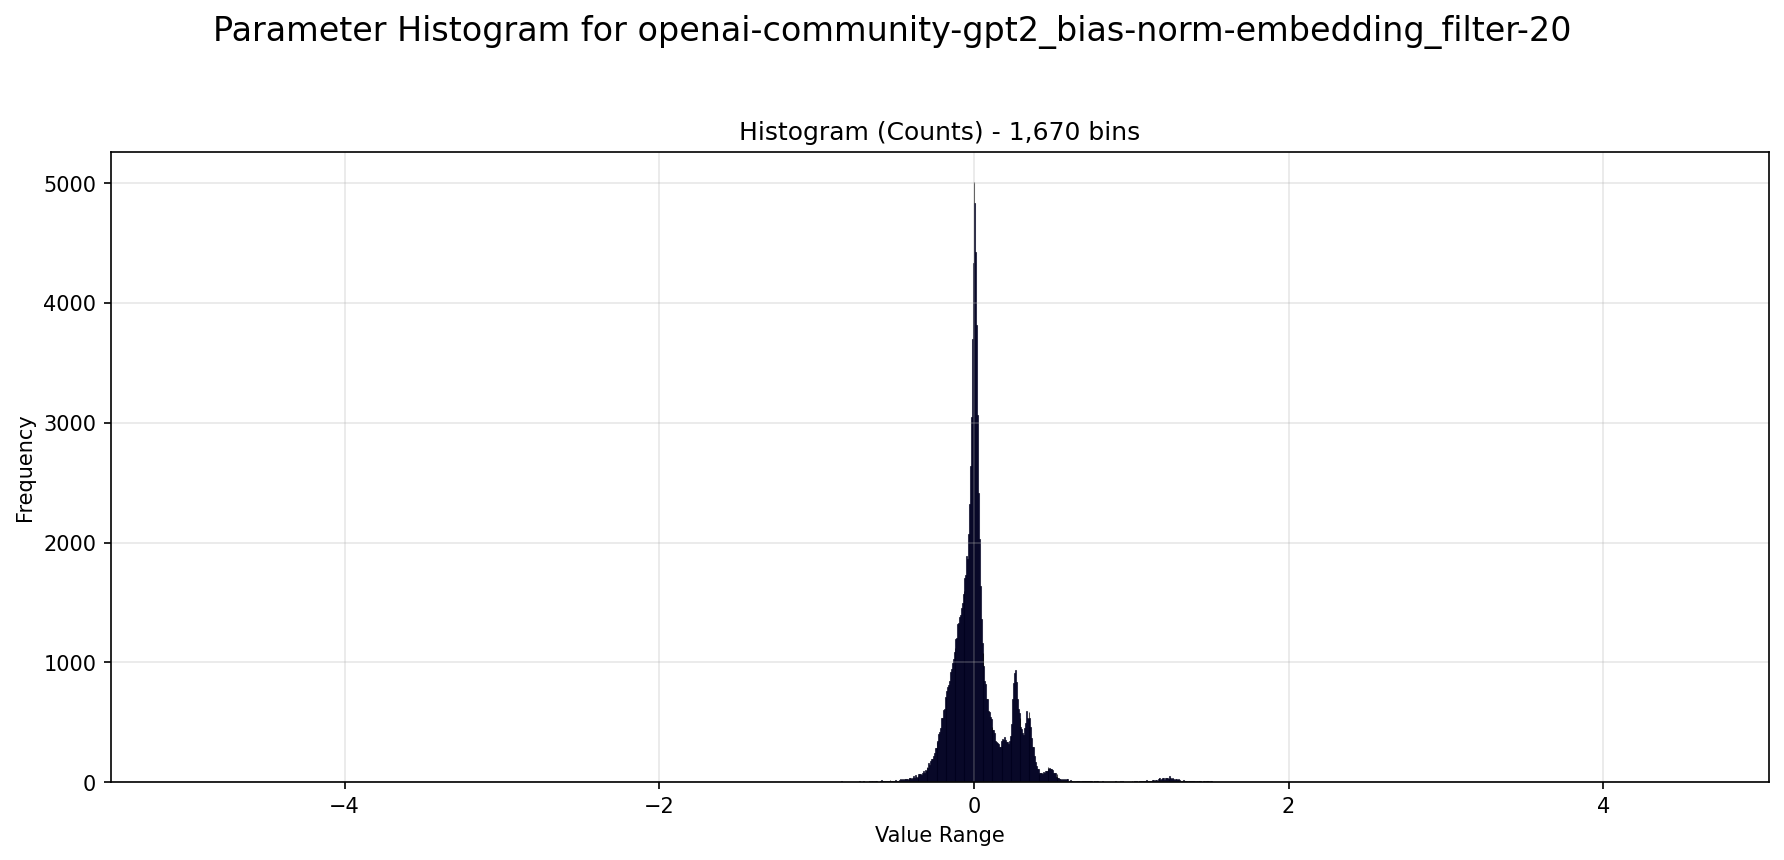 Parameter Histogram for openai-community-gpt2_bias-norm-embedding_filter-20
Histogram (Counts) - 1,670 bins
Frequency
5000
4000
3000
2000
1000
0
−4
−2
0
2
4
Value Range